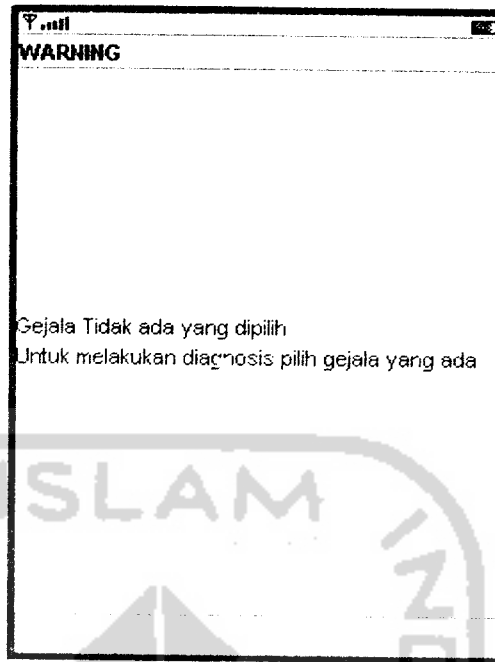 WARNING
Gejala Tidak ada yang dipilih
Untuk melakukan diagnosis pilih gejala yang ada
SLAM